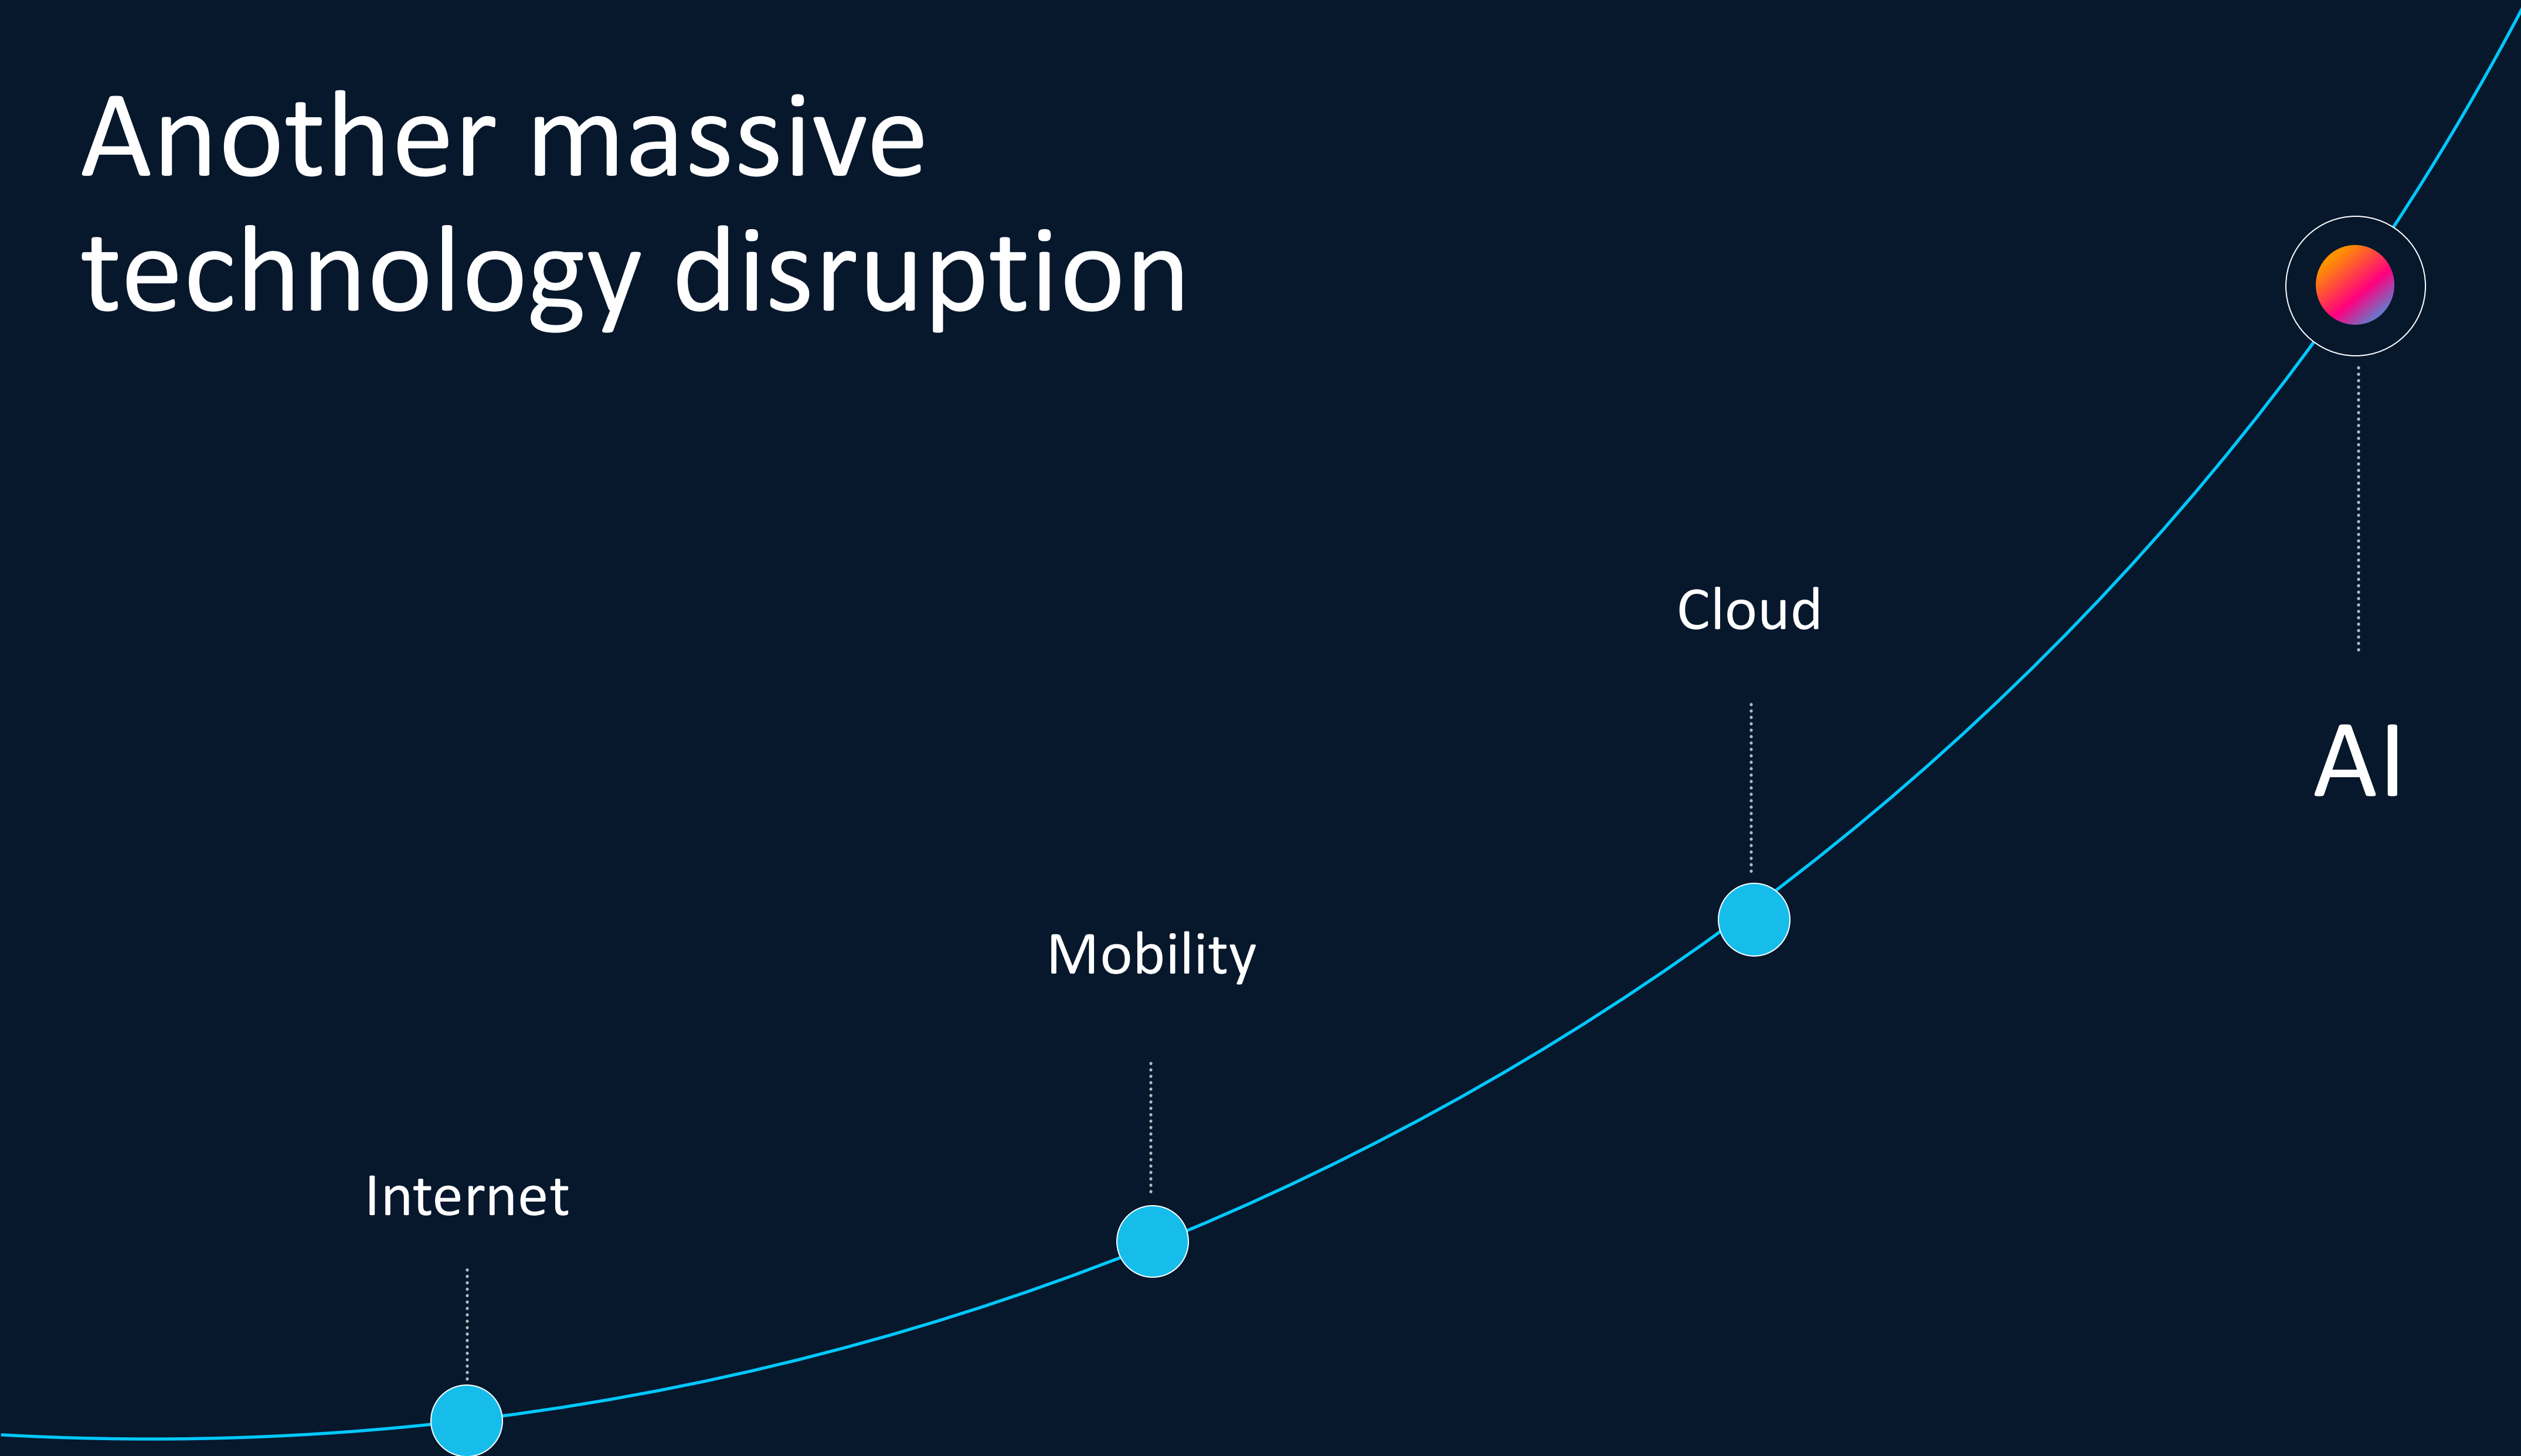 Another massive
technology disruption
Cloud
AI
Mobility
Internet